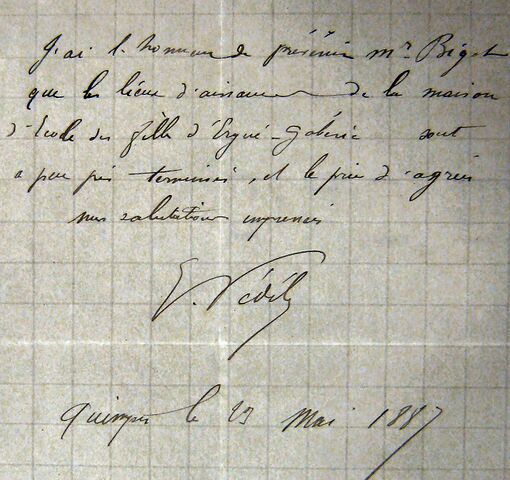 J'ai l'honneur de prévenir Mr Bigot
que les lieux d'aisance de la maison
d'Ecole des filles d'Ergué-Gabéric sont
a peu près terminés, et le prie d'agréer
mes salutations empressées
Quimper le 23 Mai 1887